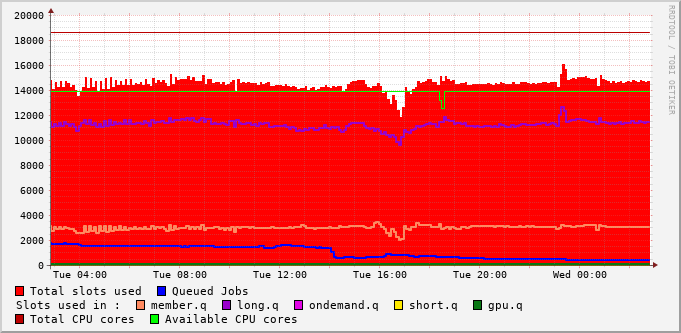 20000
18000
16000
14000
12000
10000
8000
6000
4000
2000
0
Tue 04:00 Tue 08:00 Tue 12:00 Tue 16:00 Tue 20:00 Wed 00:00
RRDTOOL / TOBI OETIKER
Total slots used Queued Jobs
Slots used in : member.q long.q ondemand.q short.q gpu.q
Total CPU cores Available CPU cores